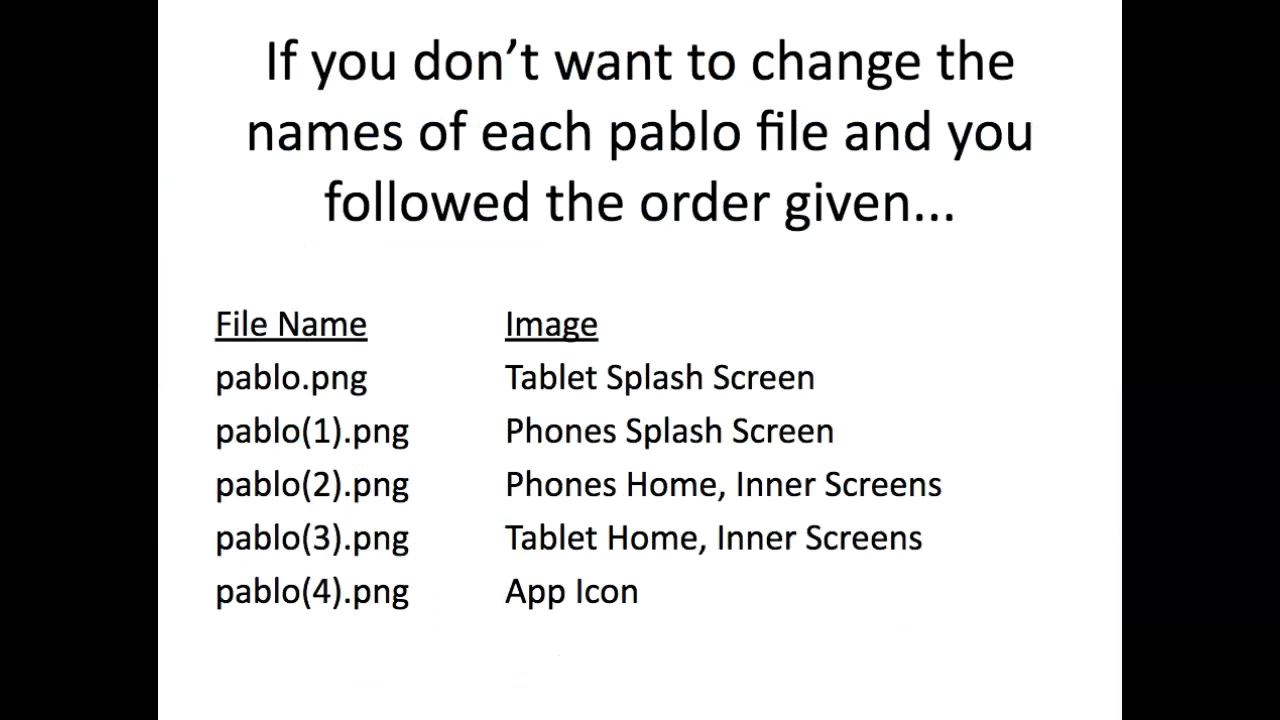 If you don’t want to change the
names of each pablo file and you
followed the order given...
File Name Image
pablo.png Tablet Splash Screen
pablo(1).png Phones Splash Screen
pablo(2).png Phones Home, Inner Screens
pablo(3).png Tablet Home, Inner Screens
pablo(4).png App Icon